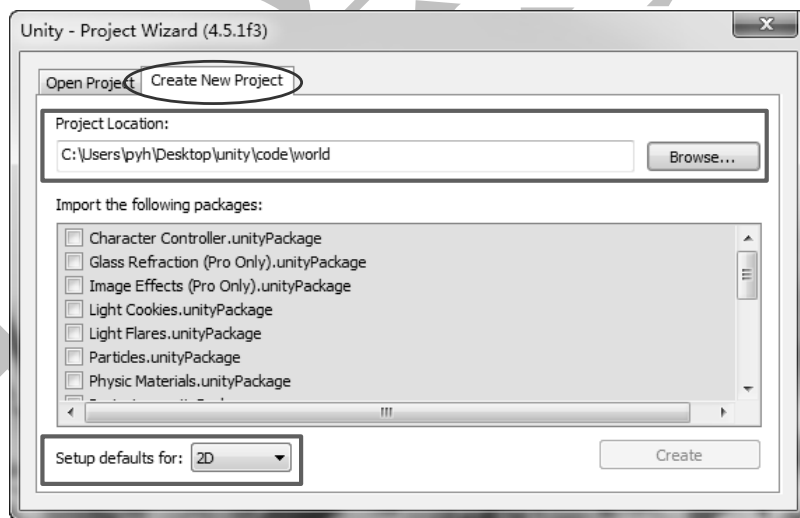 Unity - Project Wizard (4.5.1f3)
Open Project
Create New Project
Project Location:
C:\Users\pyh\Desktop\unity\code\world
Browse...
Import the following packages:
Character Controller.unityPackage
Glass Refraction (Pro Only).unityPackage
Image Effects (Pro Only).unityPackage
Light Cookies.unityPackage
Light Flares.unityPackage
Particles.unityPackage
Physic Materials.unityPackage
Setup defaults for: 2D
Create